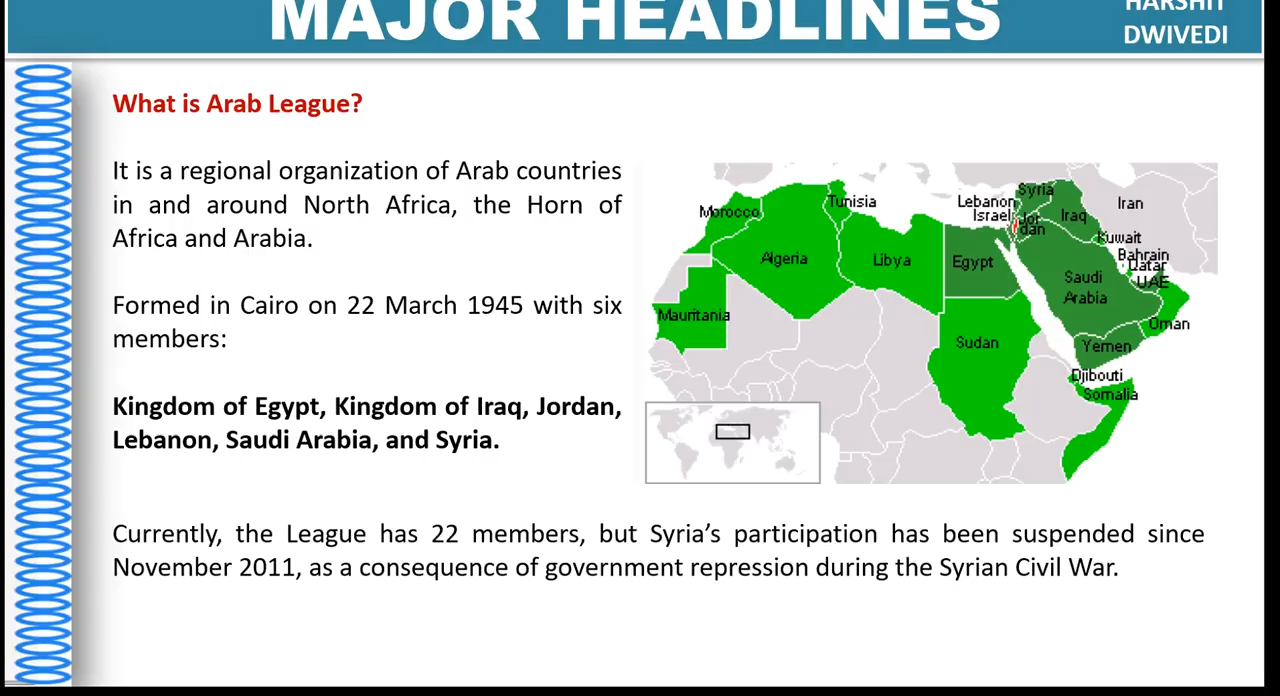 MAJOR HEADLINES
HARSHIT
DWIVEDI
What is Arab League?
It is a regional organization of Arab countries
in and around North Africa, the Horn of
Africa and Arabia.
Formed in Cairo on 22 March 1945 with six
members:
Kingdom of Egypt, Kingdom of Iraq, Jordan,
Lebanon, Saudi Arabia, and Syria.
Morocco
Tunisia
Algeria
Libya
Egypt
Mauritania
Sudan
Lebanon
Israel
Syria
Jor
dan
Iraq
Iran
Kuwait
Bahrain
Qatar
UAE
Saudi
Arabia
Oman
Yemen
Djibouti
Somalia
Currently, the League has 22 members, but Syria’s participation has been suspended since
November 2011, as a consequence of government repression during the Syrian Civil War.